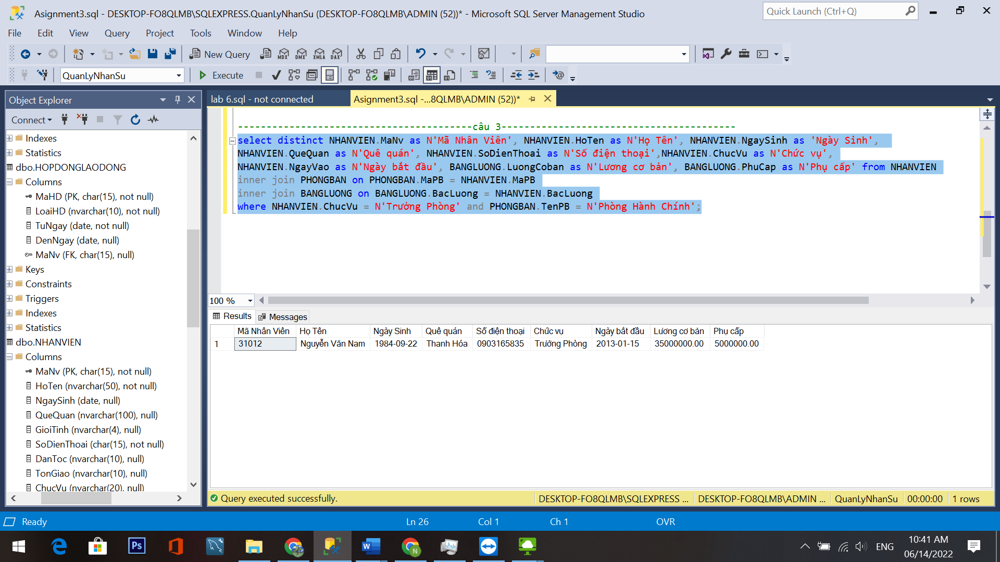 Asignment3.sql - DESKTOP-FO8QLMB\SQLEXPRESS.QuanLyNhanSu (DESKTOP-FO8QLMB\ADMIN (52))* - Microsoft SQL Server Management Studio
Quick Launch (Ctrl+Q)
File Edit View Query Project Tools Window Help
New Query MDX DMX XMLA DAX
QuanLyNhanSu Execute
Object Explorer
lab 6.sql - not connected
Asignment3.sql -...8QLMB\ADMIN (52))*
Connect
Indexes
Statistics
dbo.HOPDONGLAODONG
Columns
MaHD (PK, char(15), not null)
LoaiHD (nvarchar(10), not null)
TuNgay (date, not null)
DenNgay (date, null)
MaNv (FK, char(15), null)
Keys
Constraints
Triggers
Indexes
Statistics
dbo.NHANVIEN
Columns
MaNv (PK, char(15), not null)
HoTen (nvarchar(50), not null)
NgaySinh (date, null)
QueQuan (nvarchar(100), null)
GioiTinh (nvarchar(4), null)
SoDienThoai (char(15), not null)
DanToc (nvarchar(10), null)
TonGiao (nvarchar(10), null)
ChucVu (nvarchar(20), null)
-----------------------------------------câu 3-----------------------------------------
select distinct NHANVIEN.MaNv as N'Mã Nhân Viên', NHANVIEN.HoTen as N'Họ Tên', NHANVIEN.NgaySinh as 'Ngày Sinh',
NHANVIEN.QueQuan as N'Quê quán', NHANVIEN.SoDienThoai as N'Số điện thoại',NHANVIEN.ChucVu as N'Chức vụ',
NHANVIEN.NgayVao as N'Ngày bắt đầu', BANGLUONG.LuongCoban as N'Lương cơ bản', BANGLUONG.PhuCap as N'Phụ cấp' from NHANVIEN
inner join PHONGBAN on PHONGBAN.MaPB = NHANVIEN.MaPB
inner join BANGLUONG on BANGLUONG.BacLuong = NHANVIEN.BacLuong
where NHANVIEN.ChucVu = N'Trưởng Phòng' and PHONGBAN.TenPB = N'Phòng Hành Chính';
100 %
Results Messages
Mã Nhân Viên Họ Tên Ngày Sinh Quê quán Số điện thoại Chức vụ Ngày bắt đầu Lương cơ bản Phụ cấp
1 31012 Nguyễn Văn Nam 1984-09-22 Thanh Hóa 0903165835 Trưởng Phòng 2013-01-15 35000000.00 5000000.00
Query executed successfully. DESKTOP-FO8QLMB\SQLEXPRESS ... DESKTOP-FO8QLMB\ADMIN ... QuanLyNhanSu 00:00:00 1 rows
Ready Ln 26 Col 1 Ch 1 OVR
Ps
W
N
ENG
10:41 AM
06/14/2022